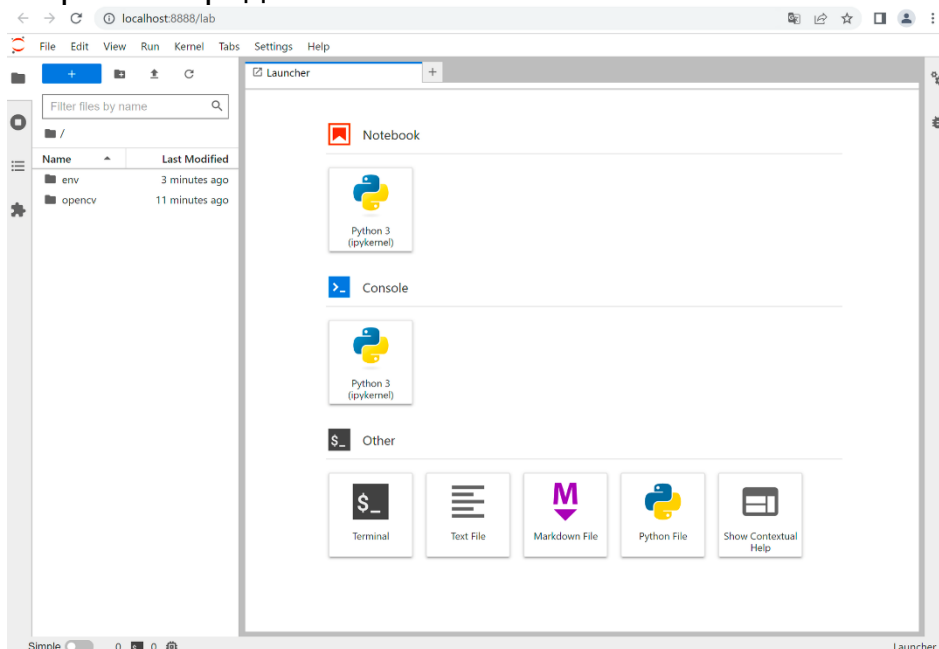 localhost:8888/lab
File Edit View Run Kernel Tabs Settings Help
+
Launcher
+
Filter files by name
/
Name Last Modified
env 3 minutes ago
opencv 11 minutes ago
Notebook
Python 3
(ipykernel)
>_ Console
Python 3
(ipykernel)
$_ Other
$_
M
Terminal
Text File
Markdown File
Python File
Show Contextual
Help
Simple 0 $_ 0
Launcher